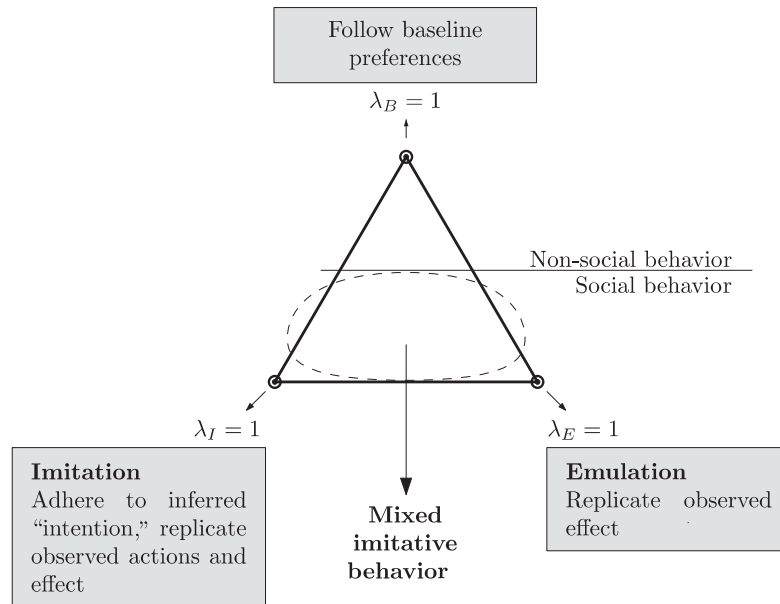 Follow baseline
preferences
λ_B = 1
Non-social behavior
Social behavior
λ_I = 1
λ_E = 1
Imitation
Adhere to inferred
“intention,” replicate
observed actions and
effect
Mixed
imitative
behavior
Emulation
Replicate observed
effect